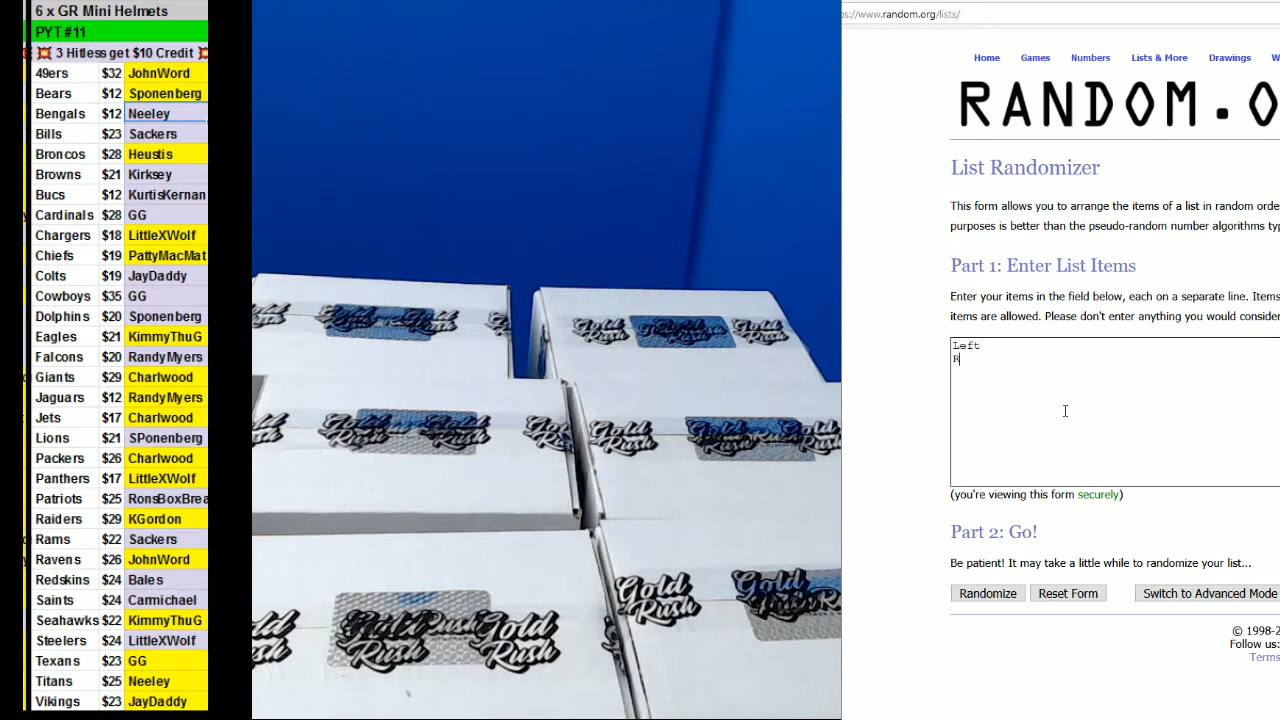 6 x GR Mini Helmets
PYT #11
3 Hitless get $10 Credit
49ers $32 JohnWord
Bears $12 Sponenberg
Bengals $12 Neeley
Bills $23 Sackers
Broncos $28 Heustis
Browns $21 Kirksey
Bucs $12 KurtisKernan
Cardinals $28 GG
Chargers $18 LittleXWolf
Chiefs $19 PattyMacMat
Colts $19 JayDaddy
Cowboys $35 GG
Dolphins $20 Sponenberg
Eagles $21 KimmyThuG
Falcons $20 RandyMyers
Giants $29 Charlwood
Jaguars $12 RandyMyers
Jets $17 Charlwood
Lions $21 SPonenberg
Packers $26 Charlwood
Panthers $17 LittleXWolf
Patriots $25 RonsBoxBrea
Raiders $29 KGordon
Rams $22 Sackers
Ravens $26 JohnWord
Redskins $24 Bales
Saints $24 Carmichael
Seahawks $22 KimmyThuG
Steelers $24 LittleXWolf
Texans $23 GG
Titans $25 Neeley
Vikings $23 JayDaddy
Gold Rush
Gold Rush
Gold Rush
Gold Rush
Gold Rush
Gold Rush
Gold Rush
Gold Rush
ps://www.random.org/lists/
Home Games Numbers Lists & More Drawings W
RANDOM.O
List Randomizer
This form allows you to arrange the items of a list in random orde
purposes is better than the pseudo-random number algorithms typ
Part 1: Enter List Items
Enter your items in the field below, each on a separate line. Items
items are allowed. Please don't enter anything you would conside
Left
R
(you're viewing this form securely)
Part 2: Go!
Be patient! It may take a little while to randomize your list...
Randomize Reset Form Switch to Advanced Mode
© 1998-2
Follow us:
Terms